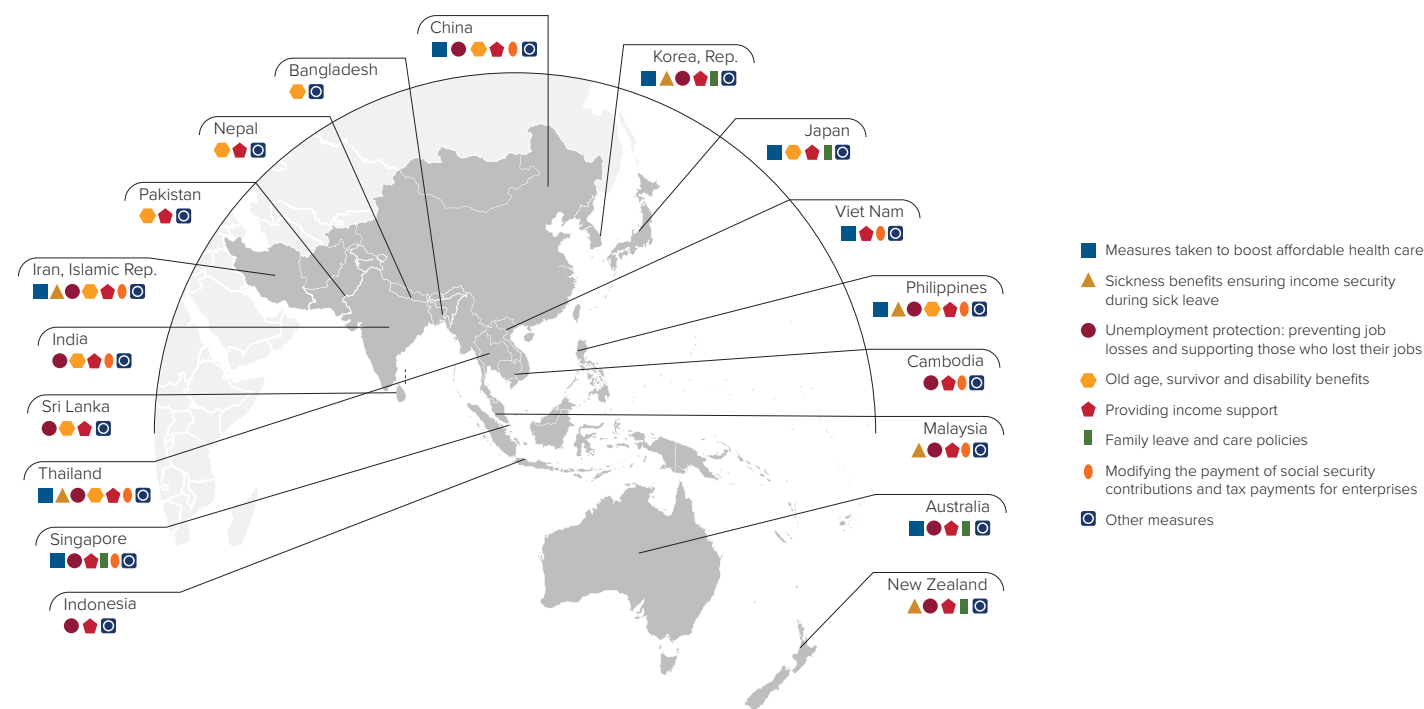 China
Korea, Rep.
Bangladesh
Nepal
Japan
Pakistan
Viet Nam
Iran, Islamic Rep.
Philippines
India
Cambodia
Sri Lanka
Malaysia
Thailand
Australia
Singapore
New Zealand
Indonesia
Measures taken to boost affordable health care
Sickness benefits ensuring income security
during sick leave
Unemployment protection: preventing job
losses and supporting those who lost their jobs
Old age, survivor and disability benefits
Providing income support
Family leave and care policies
Modifying the payment of social security
contributions and tax payments for enterprises
Other measures